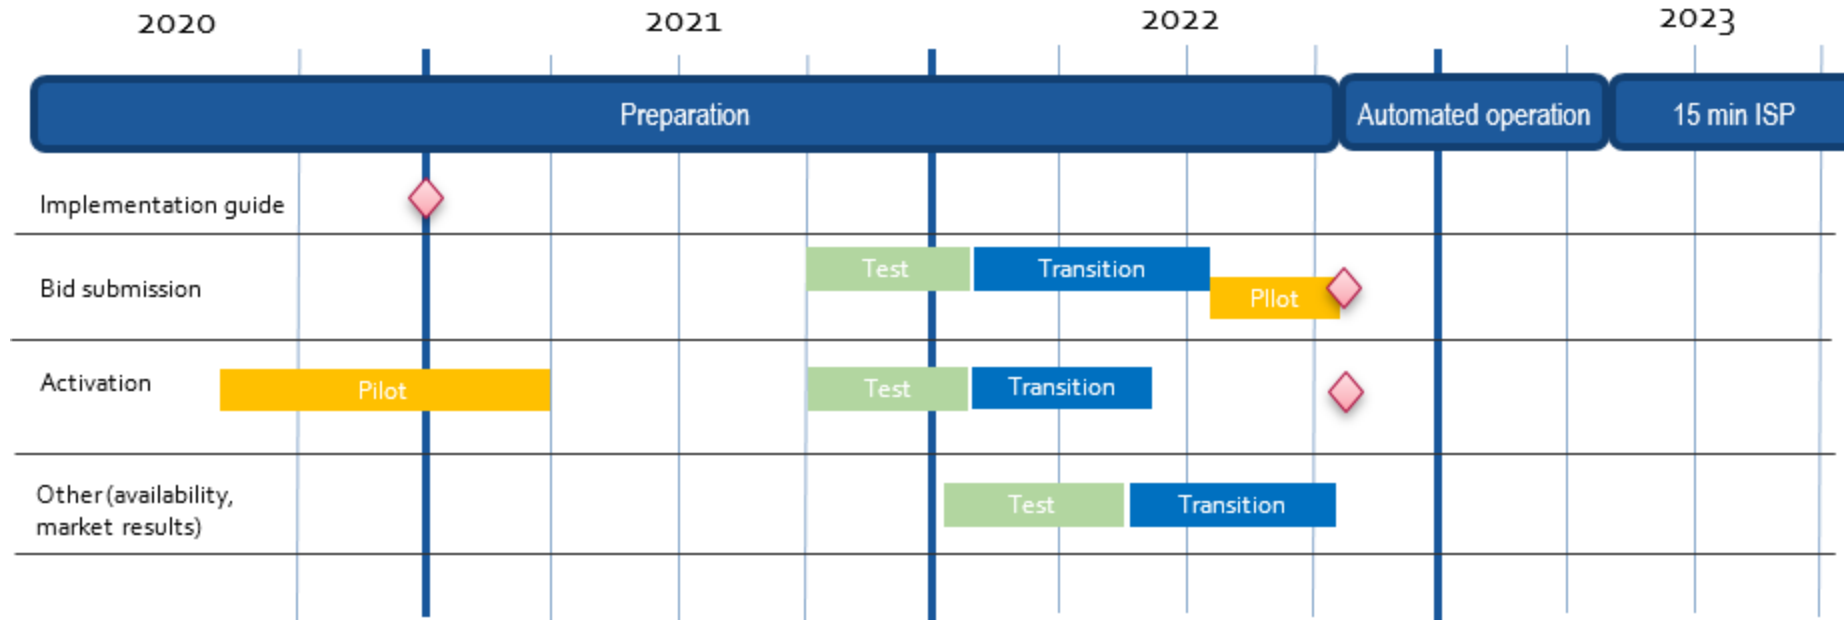 2020 2021 2022 2023
Preparation Automated operation 15 min ISP
Implementation guide
Bid submission Test Transition PIlot
Activation Pilot Test Transition
Other (availability,
market results) Test Transition